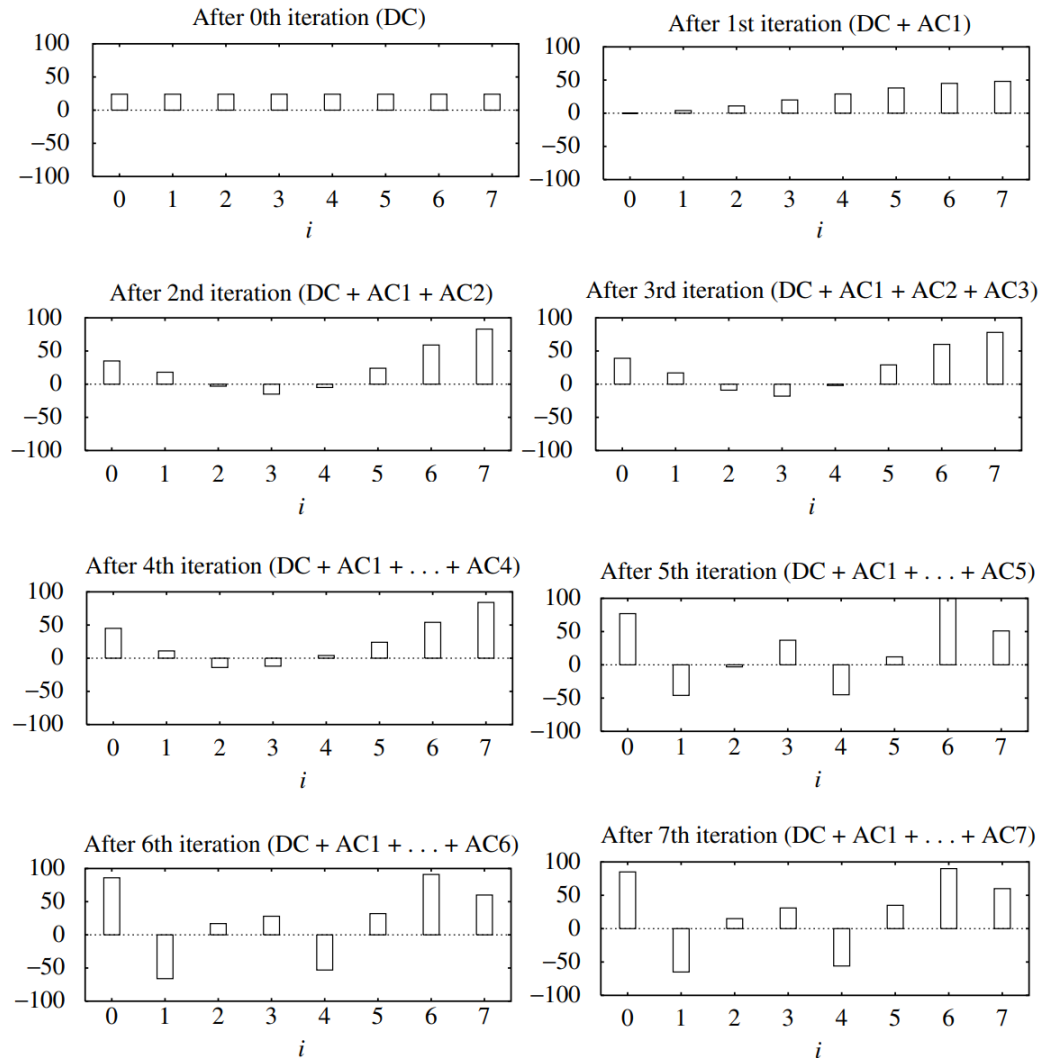 After 0th iteration (DC)
100
50
0
−50
−100
0 1 2 3 4 5 6 7
i
After 1st iteration (DC + AC1)
100
50
0
−50
−100
0 1 2 3 4 5 6 7
i
After 2nd iteration (DC + AC1 + AC2)
100
50
0
−50
−100
0 1 2 3 4 5 6 7
i
After 3rd iteration (DC + AC1 + AC2 + AC3)
100
50
0
−50
−100
0 1 2 3 4 5 6 7
i
After 4th iteration (DC + AC1 + . . . + AC4)
100
50
0
−50
−100
0 1 2 3 4 5 6 7
i
After 5th iteration (DC + AC1 + . . . + AC5)
100
50
0
−50
−100
0 1 2 3 4 5 6 7
i
After 6th iteration (DC + AC1 + . . . + AC6)
100
50
0
−50
−100
0 1 2 3 4 5 6 7
i
After 7th iteration (DC + AC1 + . . . + AC7)
100
50
0
−50
−100
0 1 2 3 4 5 6 7
i